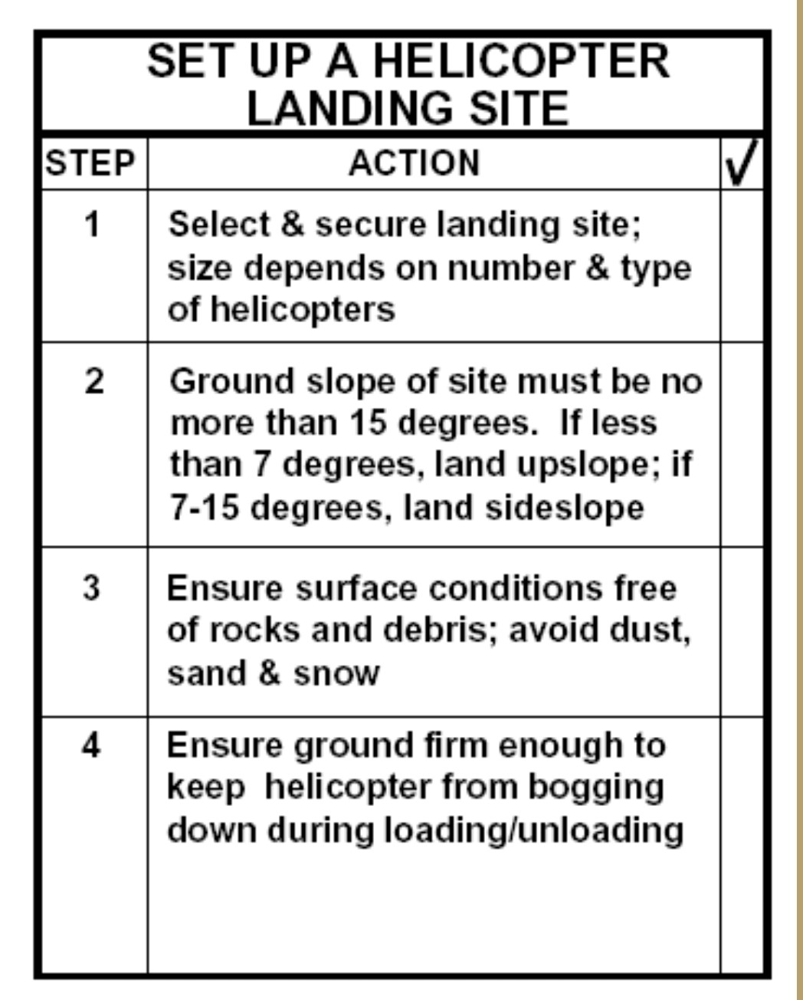 SET UP A HELICOPTER
LANDING SITE
STEP ACTION √
1 Select & secure landing site;
size depends on number & type
of helicopters
2 Ground slope of site must be no
more than 15 degrees.  If less
than 7 degrees, land upslope; if
7-15 degrees, land sideslope
3 Ensure surface conditions free
of rocks and debris; avoid dust,
sand & snow
4 Ensure ground firm enough to
keep  helicopter from bogging
down during loading/unloading